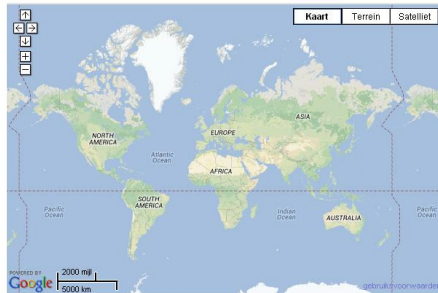 Kaart Terrein Satelliet
NORTH
AMERICA
EUROPE
ASIA
Atlantic
Ocean
AFRICA
SOUTH
AMERICA
Pacific
Ocean
Indian
Ocean
AUSTRALIA
Pacific
Ocean
POWERED BY
Google
2000 mijl
5000 km
gebruiksvoorwaarden